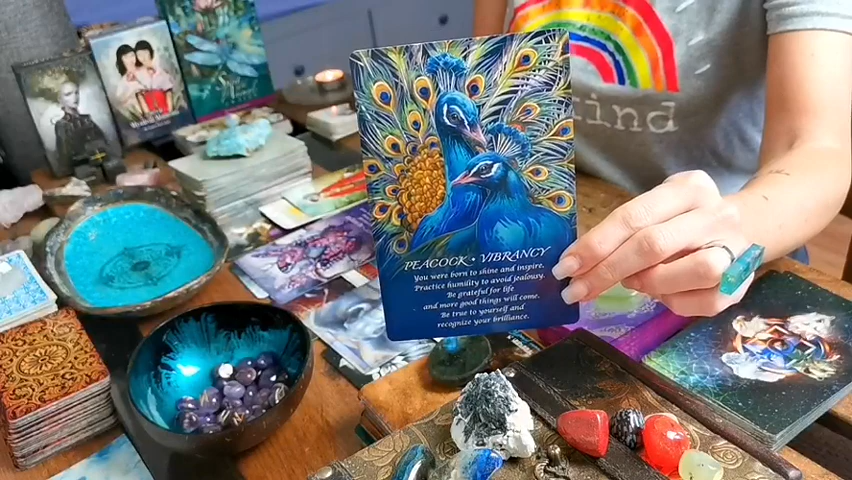 kind
PEACOCK • VIBRANCY
You were born to shine and inspire.
Practice humility to avoid jealousy.
Be grateful for life
and more good things will come.
Be true to yourself and
recognize your brilliance.